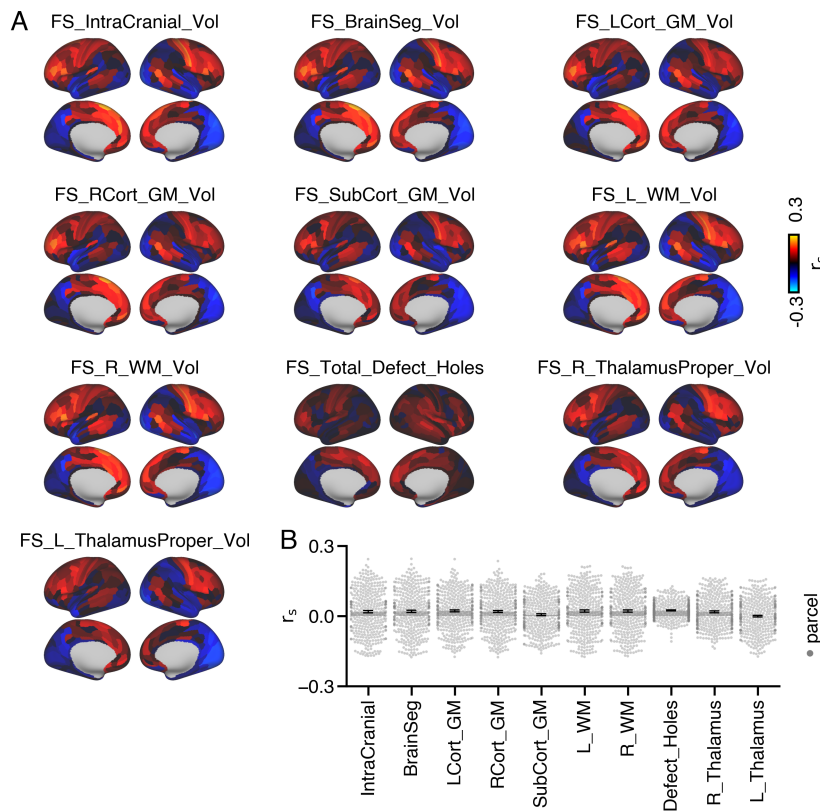 A
FS_IntraCranial_Vol
FS_BrainSeg_Vol
FS_LCort_GM_Vol
FS_RCort_GM_Vol
FS_SubCort_GM_Vol
FS_L_WM_Vol
0.3
-0.3
rs
FS_R_WM_Vol
FS_Total_Defect_Holes
FS_R_ThalamusProper_Vol
FS_L_ThalamusProper_Vol
B
0.3
0.0
−0.3
rs
parcel
IntraCranial
BrainSeg
LCort_GM
RCort_GM
SubCort_GM
L_WM
R_WM
Defect_Holes
R_Thalamus
L_Thalamus